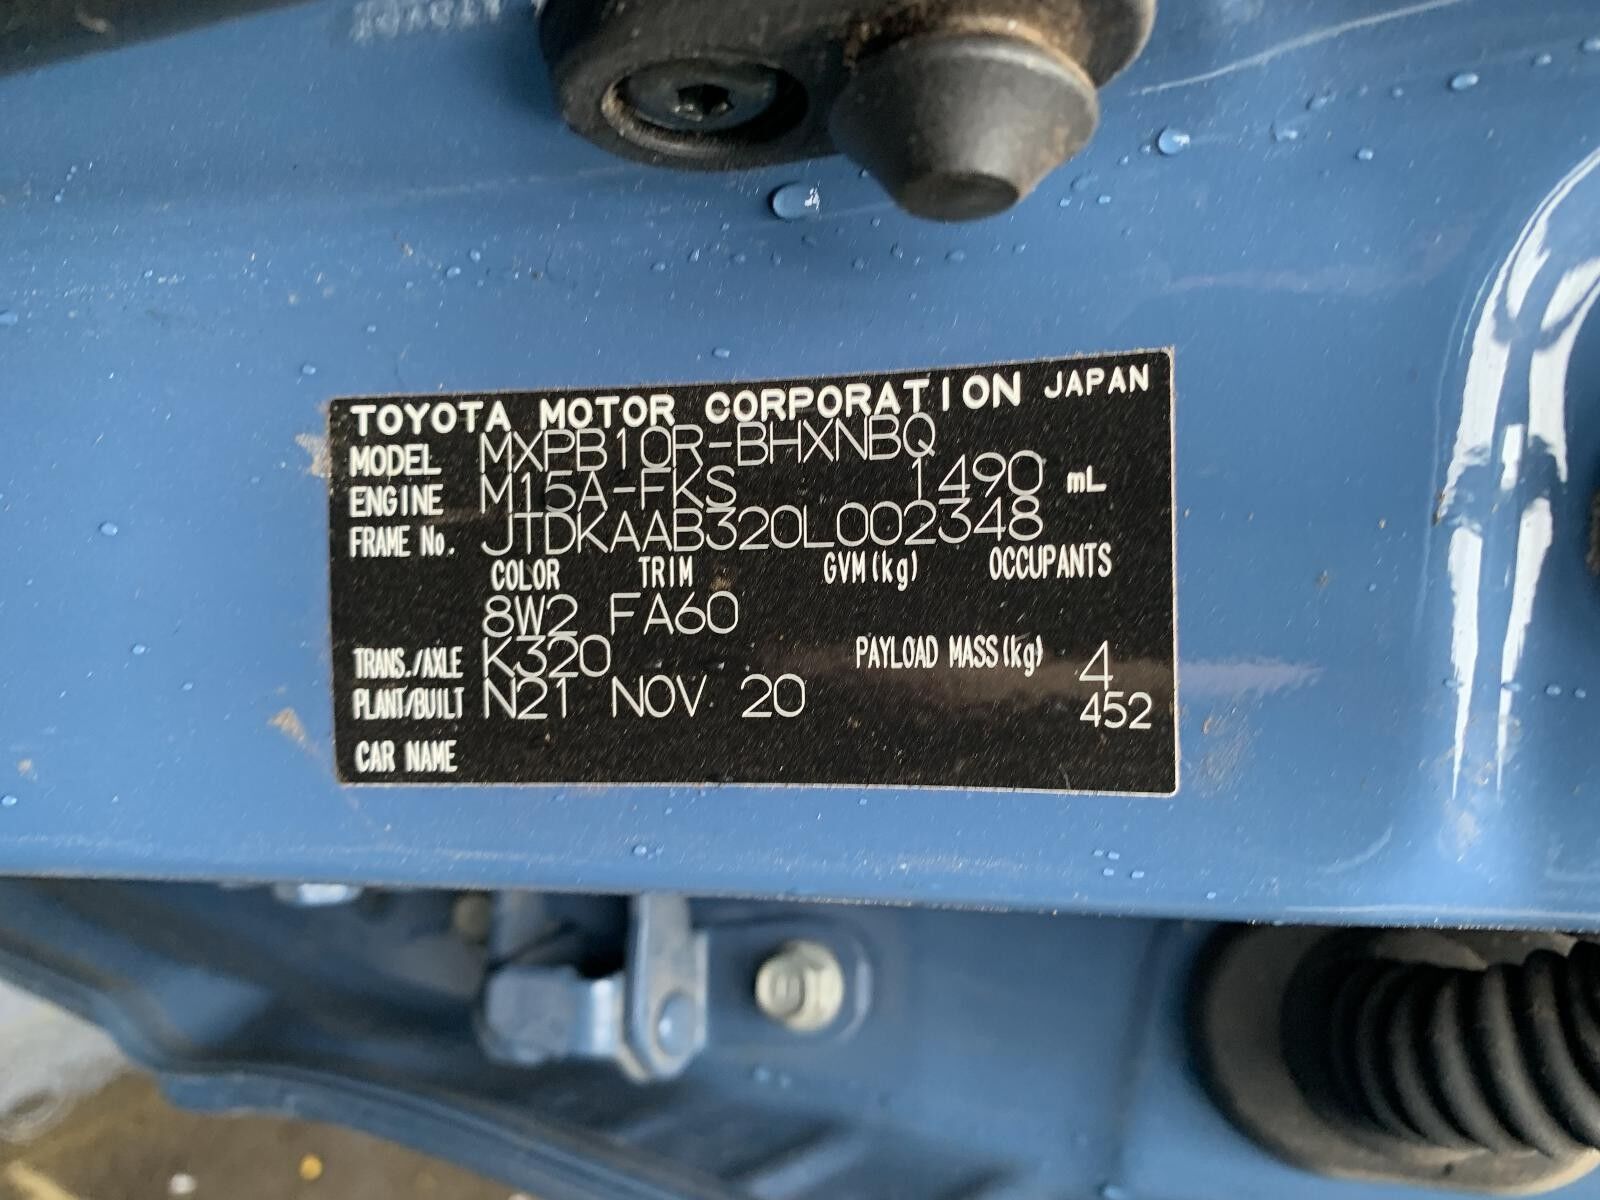 TOYOTA MOTOR CORPORATION JAPAN
MODEL MXPB10R-BHXNBQ
ENGINE M15A-FKS 1490 mL
FRAME No. JTDKAAB320L002348
COLOR TRIM GVM(kg) OCCUPANTS
8W2 FA60
TRANS./AXLE K320 PAYLOAD MASS(kg) 4
PLANT/BUILT N21 NOV 20 452
CAR NAME